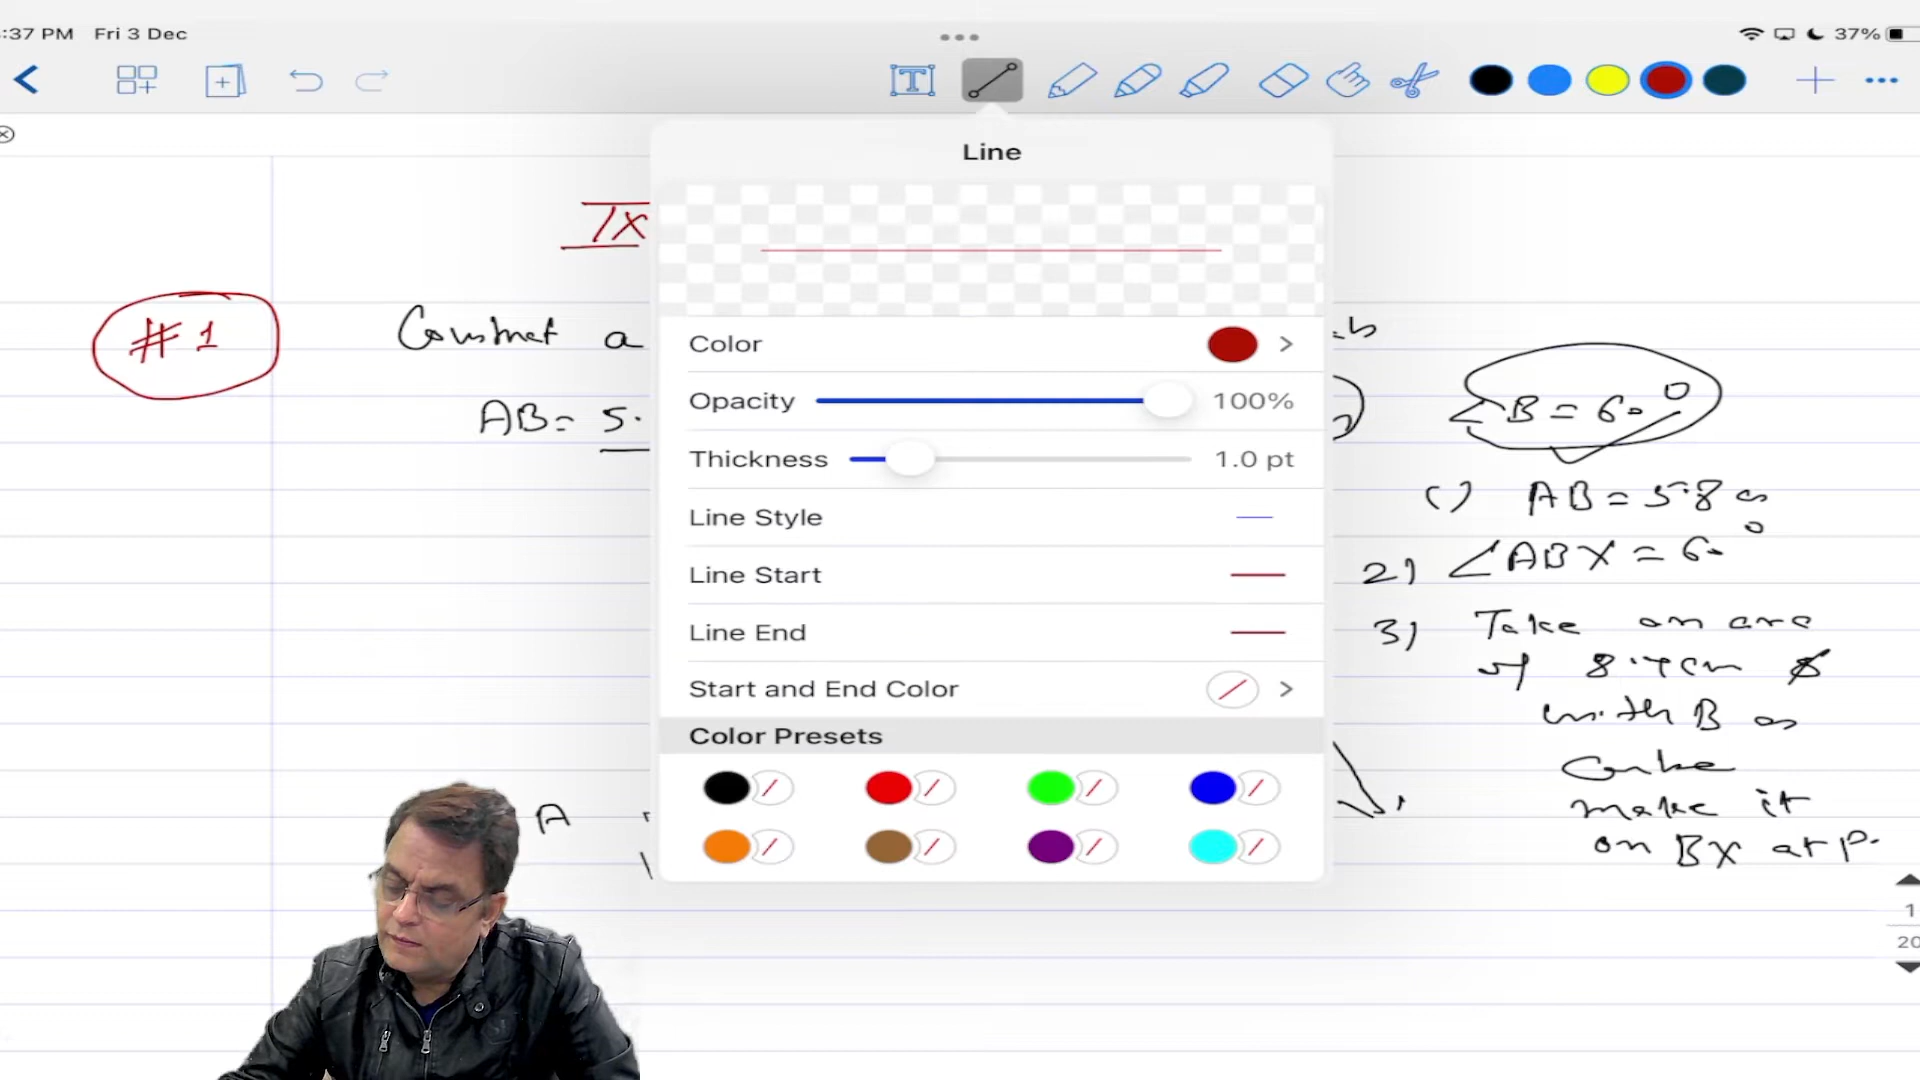 :37 PM Fri 3 Dec
37%
T
Line
IX
#1
Construct a
AB = 5.
Color
Opacity 100%
Thickness 1.0 pt
Line Style
Line Start
Line End
Start and End Color
Color Presets
A
∠B = 60°
1) AB = 5.8 cm
2) ∠ABX = 60°
3) Take an arc
of 8.4cm
with B as
make it
on BX at P.
1
20